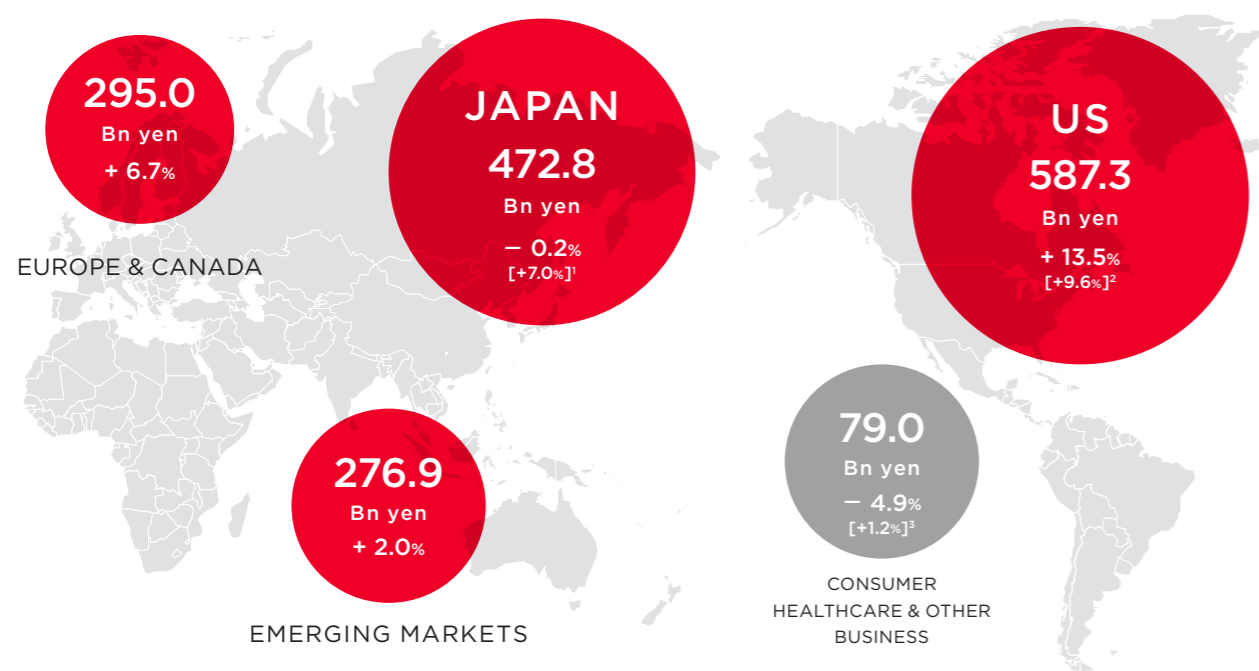 295.0
Bn yen
+ 6.7%
EUROPE & CANADA
JAPAN
472.8
Bn yen
– 0.2%
[+7.0%]¹
US
587.3
Bn yen
+ 13.5%
[+9.6%]²
276.9
Bn yen
+ 2.0%
EMERGING MARKETS
79.0
Bn yen
– 4.9%
[+1.2%]³
CONSUMER
HEALTHCARE & OTHER
BUSINESS